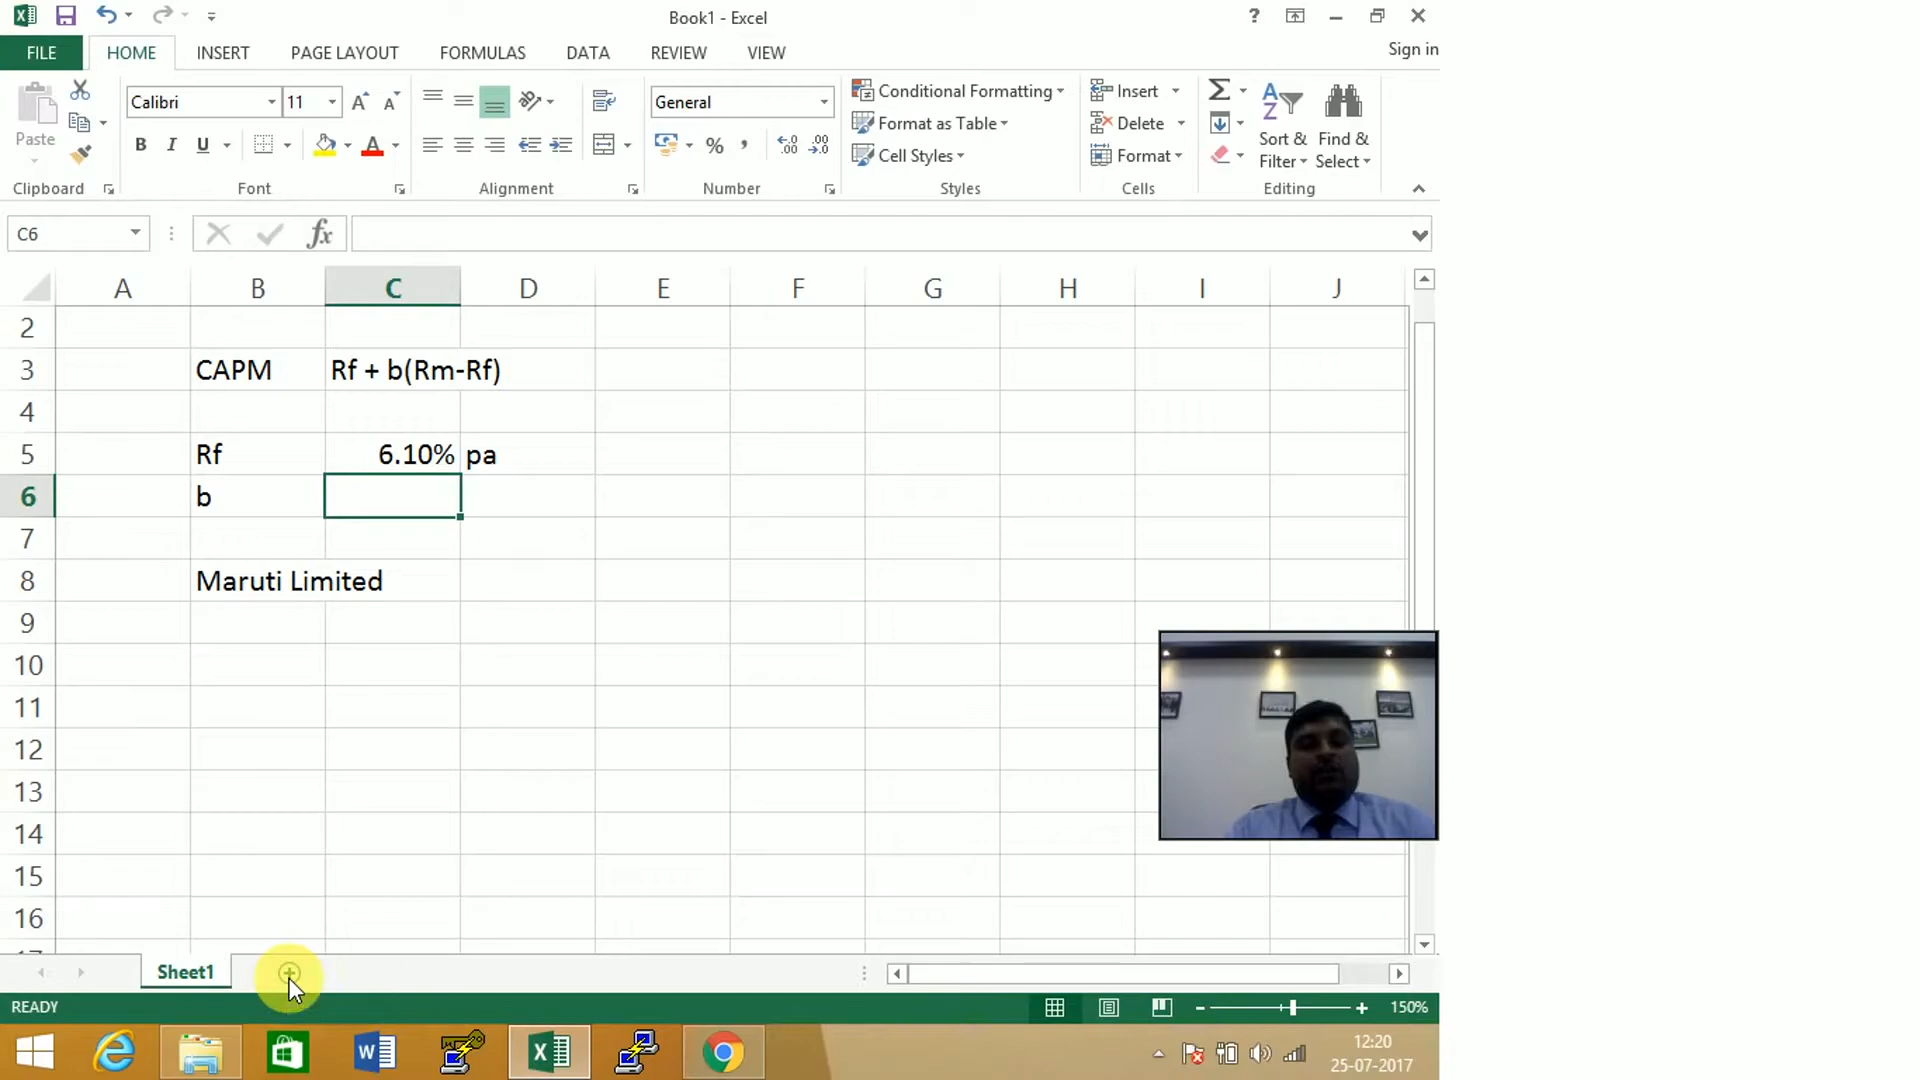 Book1 - Excel
?
Sign in
FILE HOME INSERT PAGE LAYOUT FORMULAS DATA REVIEW VIEW
Paste
Calibri 11
B I U A
General
% ,
Conditional Formatting
Format as Table
Cell Styles
Insert
Delete
Format
Sort & Filter
Find & Select
Clipboard Font Alignment Number Styles Cells Editing
C6 fx
A B C D E F G H I J
2
3 CAPM Rf + b(Rm-Rf)
4
5 Rf 6.10% pa
6 b
7
8 Maruti Limited
9
10
11
12
13
14
15
16
Sheet1
READY 150%
12:20
25-07-2017